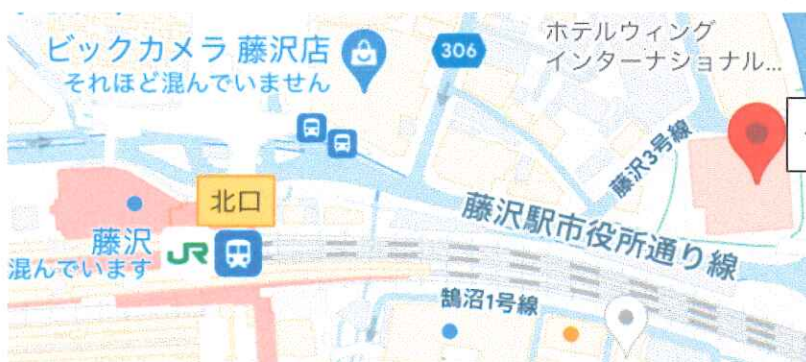 ビックカメラ 藤沢店
それほど混んでいません
306
ホテルウィング
インターナショナル...
藤沢3号線
北口
藤沢駅市役所通り線
藤沢
混んでいます
JR
鵠沼1号線